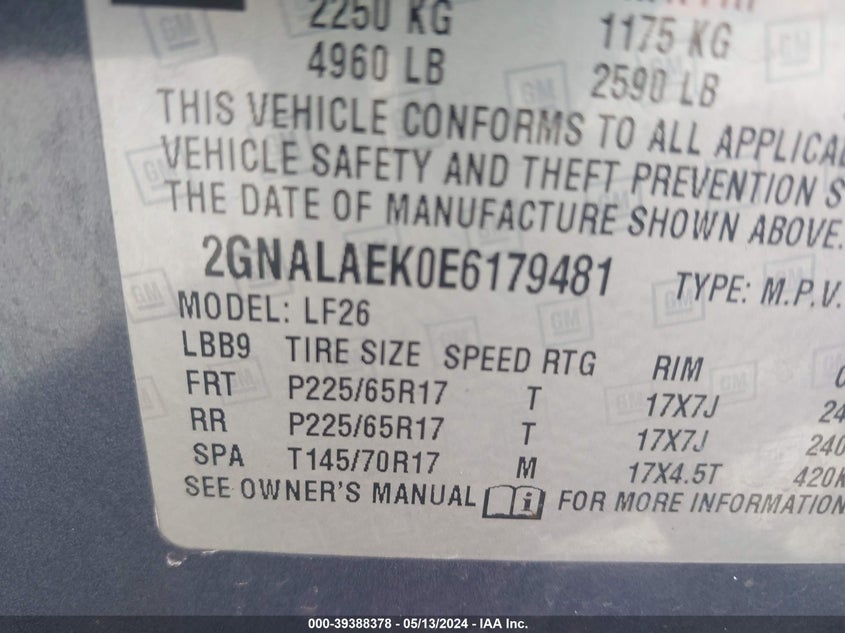 2250 KG 1175 KG
4960 LB 2590 LB
THIS VEHICLE CONFORMS TO ALL
VEHICLE SAFETY AND THEFT PREVENTION
THE DATE OF MANUFACTURE SHOWN ABOVE.
2GNALAEK0E6179481 TYPE: M.P.V.
MODEL: LF26
LBB9 TIRE SIZE SPEED RTG RIM
FRT P225/65R17 T 17X7J
RR P225/65R17 T 17X7J 240
SPA T145/70R17 M 17X4.5T 420K
SEE OWNER'S MANUAL i FOR MORE INFORMATION
GM
000-39388378 - 05/13/2024 - IAA Inc.